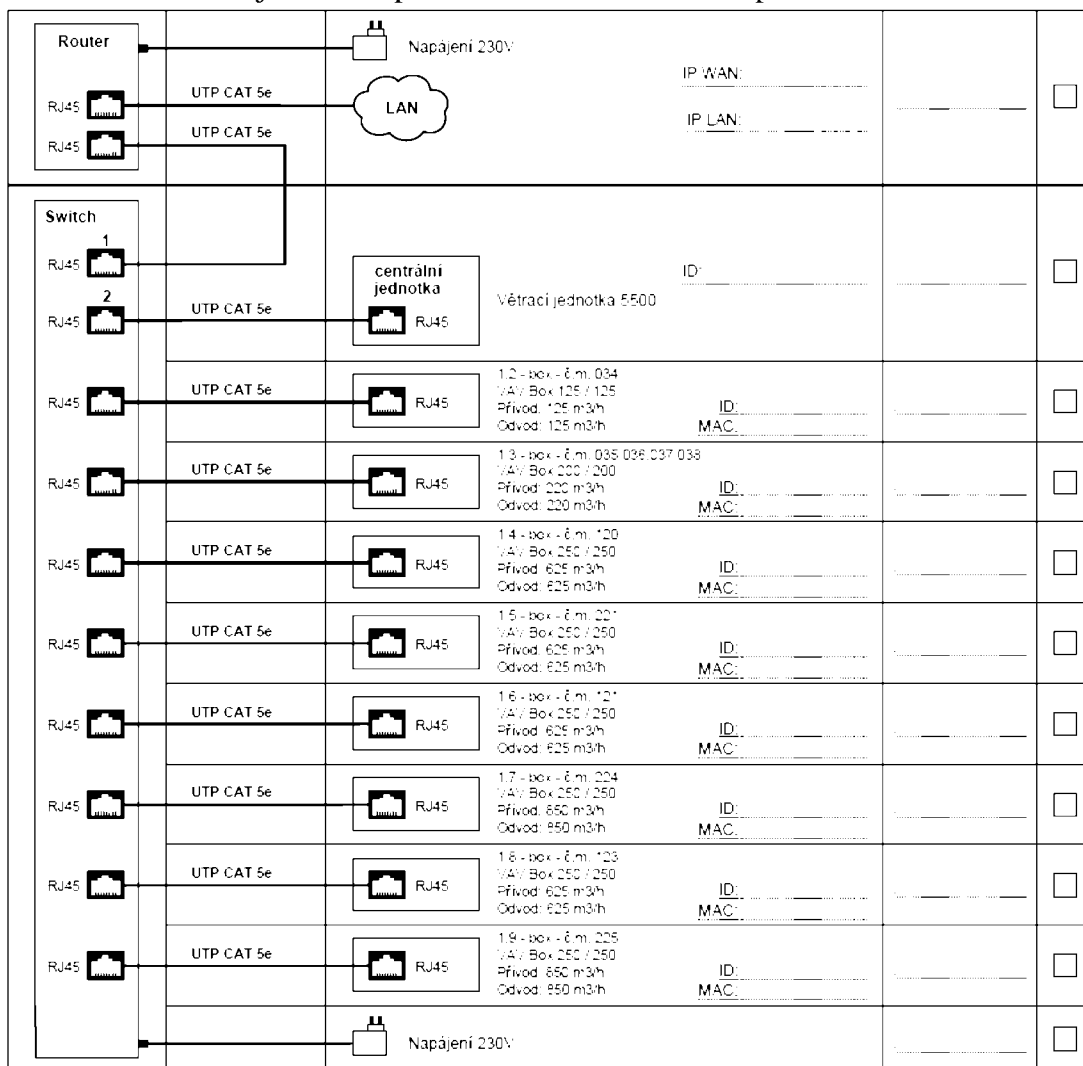 Router
Napájení 230V
IP WAN:
RJ45
UTP CAT 5e
LAN
IP LAN:
RJ45
UTP CAT 5e
Switch
1
RJ45
centrální
jednotka
ID:
Větrací jednotka 5500
2
RJ45
UTP CAT 5e
RJ45
1.2 - box - č.m. 034
VAV Box 125 / 125
Přívod: 125 m3/h
Odvod: 125 m3/h
RJ45
UTP CAT 5e
RJ45
ID:
MAC:
1.3 - box - č.m. 035,036,037,038
VAV Box 200 / 200
Přívod: 220 m3/h
Odvod: 220 m3/h
RJ45
UTP CAT 5e
RJ45
ID:
MAC:
1.4 - box - č.m. 120
VAV Box 250 / 250
Přívod: 625 m3/h
Odvod: 625 m3/h
RJ45
UTP CAT 5e
RJ45
ID:
MAC:
1.5 - box - č.m. 221
VAV Box 250 / 250
Přívod: 625 m3/h
Odvod: 625 m3/h
RJ45
UTP CAT 5e
RJ45
ID:
MAC:
1.6 - box - č.m. 121
VAV Box 250 / 250
Přívod: 625 m3/h
Odvod: 625 m3/h
RJ45
UTP CAT 5e
RJ45
ID:
MAC:
1.7 - box - č.m. 224
VAV Box 250 / 250
Přívod: 850 m3/h
Odvod: 850 m3/h
RJ45
UTP CAT 5e
RJ45
ID:
MAC:
1.8 - box - č.m. 123
VAV Box 250 / 250
Přívod: 625 m3/h
Odvod: 625 m3/h
RJ45
UTP CAT 5e
RJ45
ID:
MAC:
1.9 - box - č.m. 225
VAV Box 250 / 250
Přívod: 850 m3/h
Odvod: 850 m3/h
RJ45
UTP CAT 5e
RJ45
ID:
MAC:
Napájení 230V